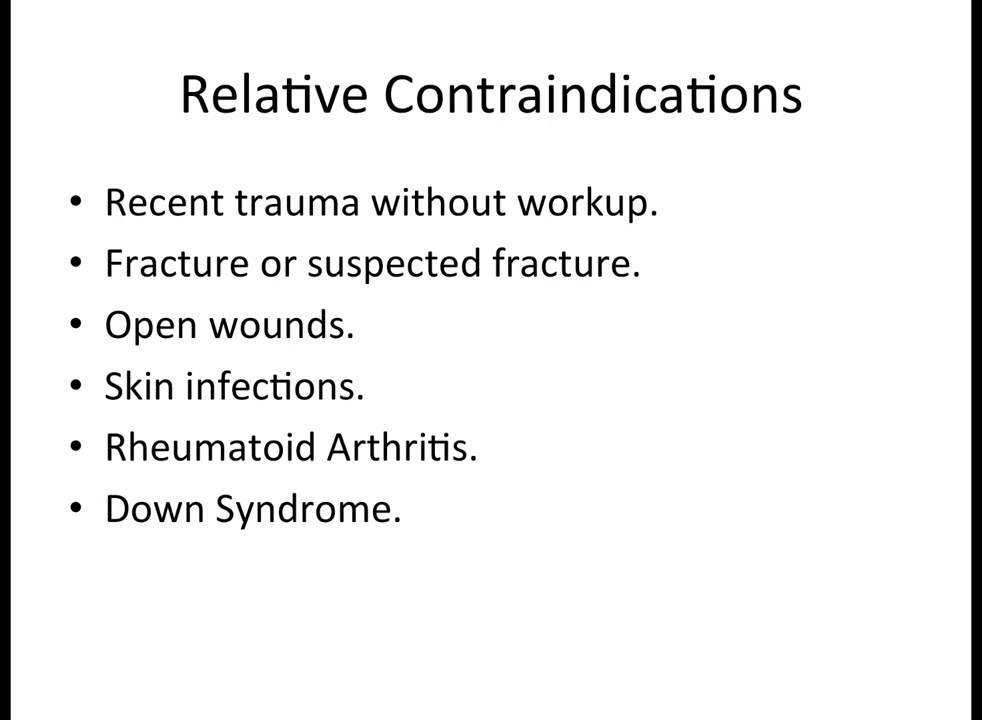 Relative Contraindications
• Recent trauma without workup.
• Fracture or suspected fracture.
• Open wounds.
• Skin infections.
• Rheumatoid Arthritis.
• Down Syndrome.